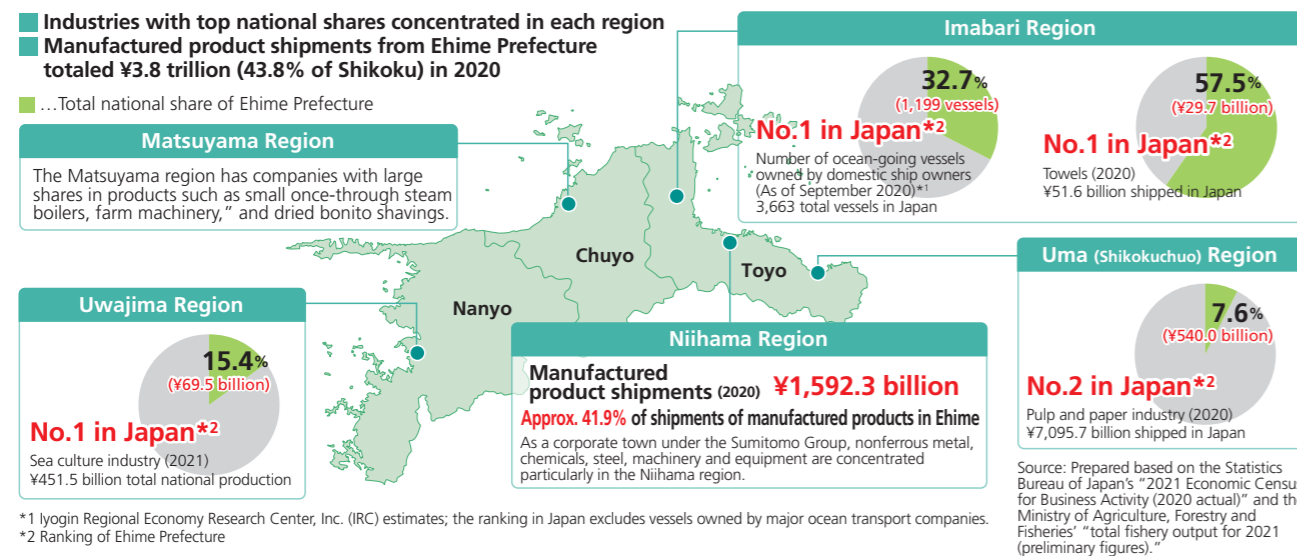 Industries with top national shares concentrated in each region
Manufactured product shipments from Ehime Prefecture
totaled ¥3.8 trillion (43.8% of Shikoku) in 2020
…Total national share of Ehime Prefecture
Matsuyama Region
The Matsuyama region has companies with large
shares in products such as small once-through steam
boilers, farm machinery,” and dried bonito shavings.
Imabari Region
32.7%
(1,199 vessels)
No.1 in Japan*2
Number of ocean-going vessels
owned by domestic ship owners
(As of September 2020)*1
3,663 total vessels in Japan
57.5%
(¥29.7 billion)
No.1 in Japan*2
Towels (2020)
¥51.6 billion shipped in Japan
Chuyo
Toyo
Nanyo
Uwajima Region
15.4%
(¥69.5 billion)
No.1 in Japan*2
Sea culture industry (2021)
¥451.5 billion total national production
Niihama Region
Manufactured
product shipments (2020) ¥1,592.3 billion
Approx. 41.9% of shipments of manufactured products in Ehime
As a corporate town under the Sumitomo Group, nonferrous metal,
chemicals, steel, machinery and equipment are concentrated
particularly in the Niihama region.
Uma (Shikokuchuo) Region
7.6%
(¥540.0 billion)
No.2 in Japan*2
Pulp and paper industry (2020)
¥7,095.7 billion shipped in Japan
Source: Prepared based on the Statistics
Bureau of Japan’s “2021 Economic Censu
for Business Activity (2020 actual)” and th
Ministry of Agriculture, Forestry and
Fisheries’ “total fishery output for 2021
(preliminary figures).”
*1 Iyogin Regional Economy Research Center, Inc. (IRC) estimates; the ranking in Japan excludes vessels owned by major ocean transport companies.
*2 Ranking of Ehime Prefecture